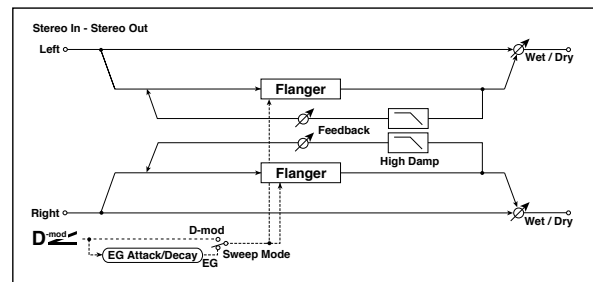 Stereo In - Stereo Out
Left
Wet / Dry
Flanger
Feedback
High Damp
Flanger
Right
Wet / Dry
D-mod
D-mod
EG Attack/Decay
EG
Sweep Mode